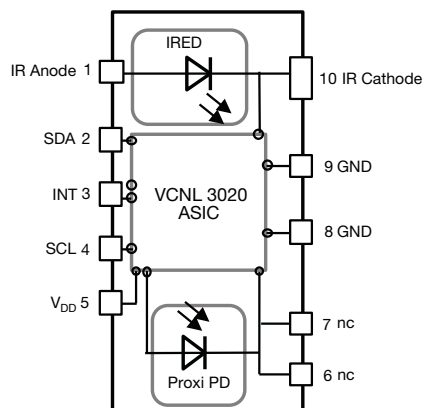 IRED
IR Anode 1
10 IR Cathode
SDA 2
9 GND
INT 3
VCNL 3020
ASIC
8 GND
SCL 4
VDD 5
7 nc
6 nc
Proxi PD